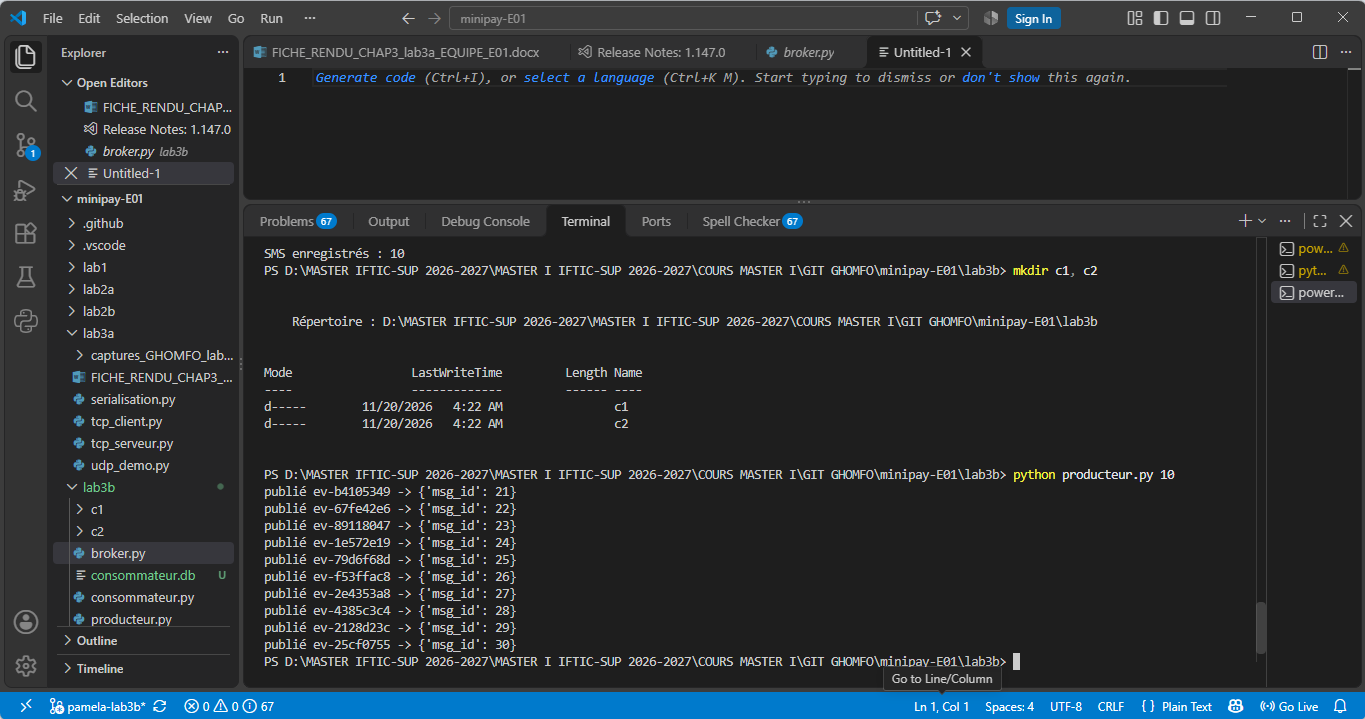 File Edit Selection View Go Run ··· minipay-E01 Sign In
Explorer ···
Open Editors
FICHE_RENDU_CHAP...
Release Notes: 1.147.0
broker.py lab3b
Untitled-1
minipay-E01
.github
.vscode
lab1
lab2a
lab2b
lab3a
captures_GHOMFO_lab...
FICHE_RENDU_CHAP3_...
serialisation.py
tcp_client.py
tcp_serveur.py
udp_demo.py
lab3b
c1
c2
broker.py
consommateur.db U
consommateur.py
producteur.py
Outline
Timeline
1
FICHE_RENDU_CHAP3_lab3a_EQUIPE_E01.docx Release Notes: 1.147.0 broker.py Untitled-1
1 Generate code (Ctrl+I), or select a language (Ctrl+K M). Start typing to dismiss or don't show this again.
Problems 67 Output Debug Console Terminal Ports Spell Checker 67
SMS enregistrés : 10
PS D:\MASTER IFTIC-SUP 2026-2027\MASTER I IFTIC-SUP 2026-2027\COURS MASTER I\GIT GHOMFO\minipay-E01\lab3b> mkdir c1, c2
Répertoire : D:\MASTER IFTIC-SUP 2026-2027\MASTER I IFTIC-SUP 2026-2027\COURS MASTER I\GIT GHOMFO\minipay-E01\lab3b
Mode LastWriteTime Length Name
---- ------------- ------ ----
d----- 11/20/2026 4:22 AM c1
d----- 11/20/2026 4:22 AM c2
PS D:\MASTER IFTIC-SUP 2026-2027\MASTER I IFTIC-SUP 2026-2027\COURS MASTER I\GIT GHOMFO\minipay-E01\lab3b> python producteur.py 10
publié ev-b4105349 -> {'msg_id': 21}
publié ev-67fe42e6 -> {'msg_id': 22}
publié ev-89118047 -> {'msg_id': 23}
publié ev-1e572e19 -> {'msg_id': 24}
publié ev-79d6f68d -> {'msg_id': 25}
publié ev-f53ffac8 -> {'msg_id': 26}
publié ev-2e4353a8 -> {'msg_id': 27}
publié ev-4385c3c4 -> {'msg_id': 28}
publié ev-2128d23c -> {'msg_id': 29}
publié ev-25cf0755 -> {'msg_id': 30}
PS D:\MASTER IFTIC-SUP 2026-2027\MASTER I IFTIC-SUP 2026-2027\COURS MASTER I\GIT GHOMFO\minipay-E01\lab3b>
pow...
pyt...
power...
Go to Line/Column
pamela-lab3b* 0 0 67 Ln 1, Col 1 Spaces: 4 UTF-8 CRLF { } Plain Text Go Live